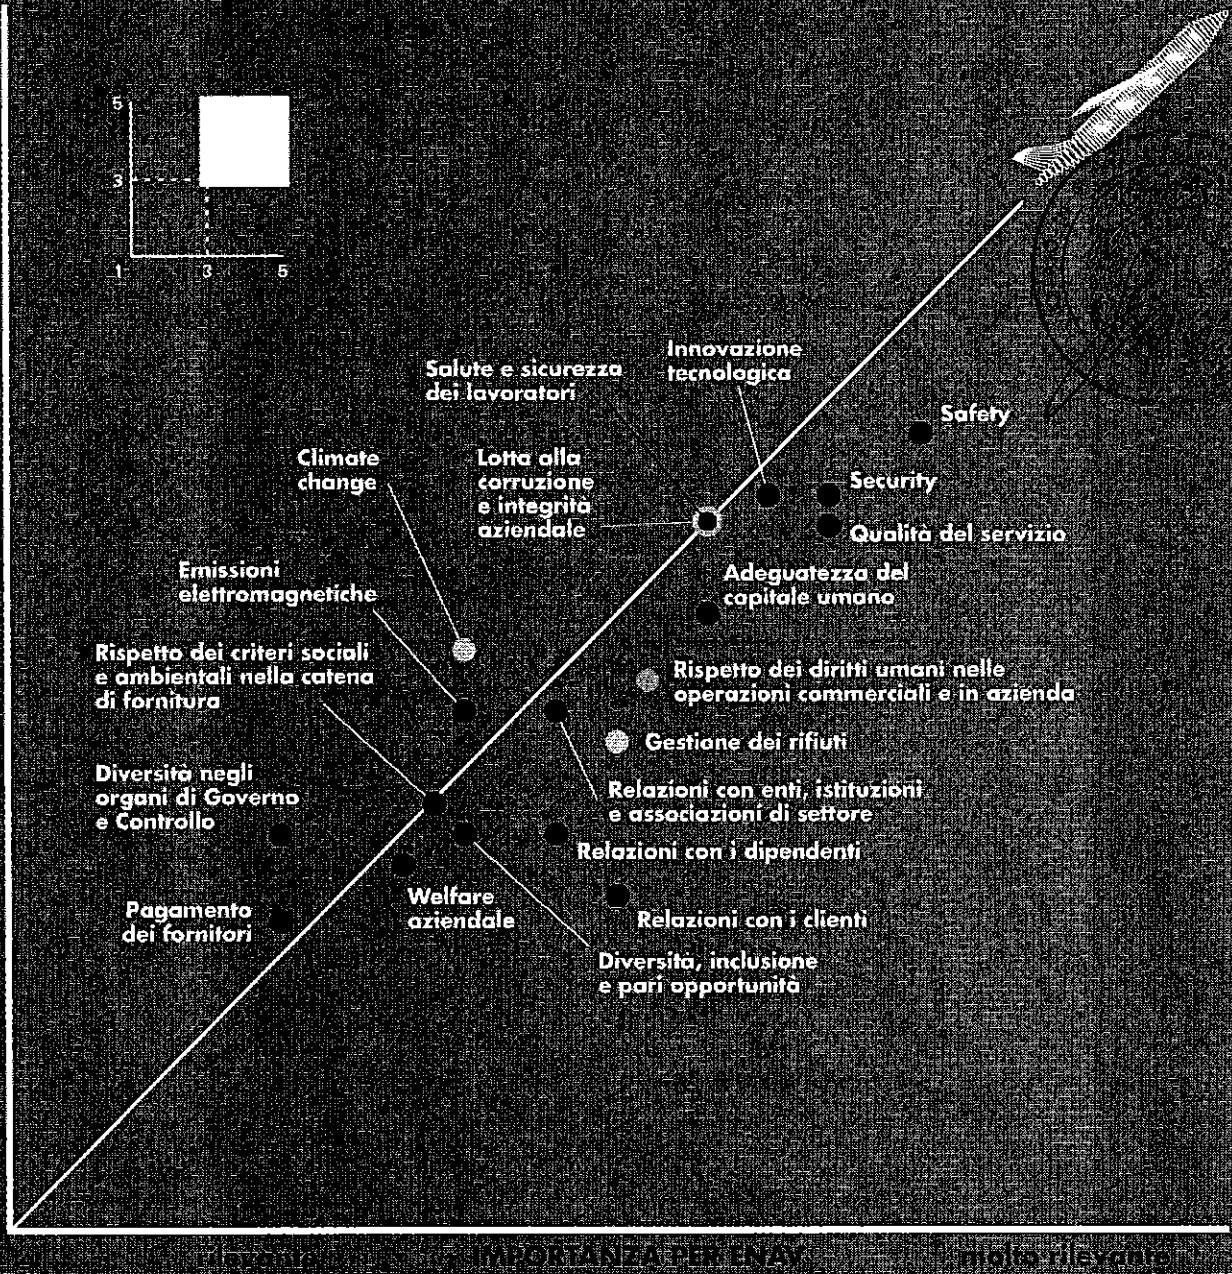 5
3
1
3
5
Innovazione
tecnologica
Salute e sicurezza
dei lavoratori
Safety
Climate
change
Lotta alla
corruzione
e integrità
aziendale
Security
Qualità del servizio
Emissioni
elettromagnetiche
Adeguatezza del
capitale umano
Rispetto dei criteri sociali
e ambientali nella catena
di fornitura
Rispetto dei diritti umani nelle
operazioni commerciali e in azienda
Gestione dei rifiuti
Diversità negli
organi di Governo
e Controllo
Relazioni con enti, istituzioni
e associazioni di settore
Relazioni con i dipendenti
Welfare
aziendale
Pagamento
dei fornitori
Relazioni con i clienti
Diversità, inclusione
e pari opportunità
rilevante IMPORTANZA PER ENAV molto rilevante